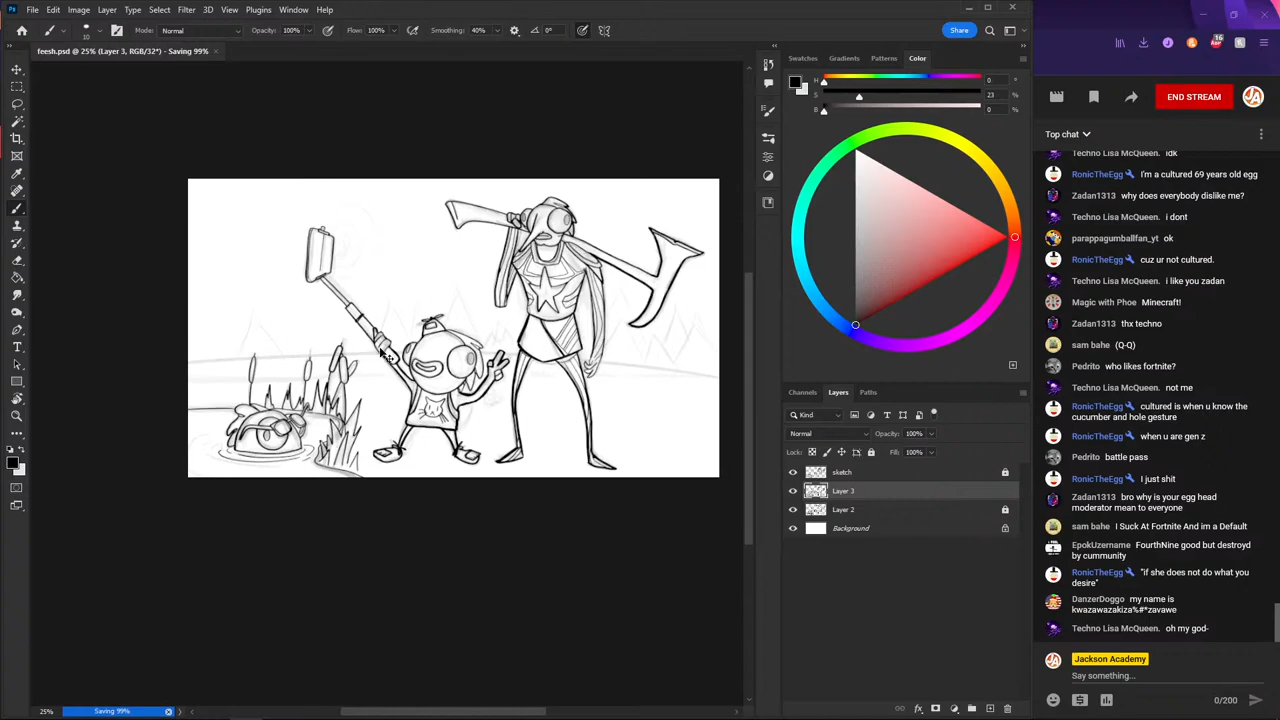 File Edit Image Layer Type Select Filter 3D View Plugins Window Help
10 Mode: Normal Opacity: 100% Flow: 100% Smoothing: 40% 0° Share
feesh.psd @ 25% (Layer 3, RGB/32*) - Saving 99% ×
Swatches Gradients Patterns Color
H 0 °
S 23 %
B 0 %
Channels Layers Paths
Kind
Normal Opacity: 100%
Lock: Fill: 100%
sketch
Layer 3
Layer 2
Background
25% Saving 99%
END STREAM
Top chat
Techno Lisa McQueen. idk
RonicTheEgg I'm a cultured 69 years old egg
Zadan1313 why does everybody dislike me?
Techno Lisa McQueen. i dont
parappagumballfan_yt ok
RonicTheEgg cuz ur not cultured.
Techno Lisa McQueen. i like you zadan
Magic with Phoe Minecraft!
Zadan1313 thx techno
sam bahe (Q-Q)
Pedrito who likes fortnite?
Techno Lisa McQueen. not me
RonicTheEgg cultured is when u know the
cucumber and hole gesture
RonicTheEgg when u are gen z
Pedrito battle pass
RonicTheEgg I just shit
Zadan1313 bro why is your egg head
moderator mean to everyone
sam bahe I Suck At Fortnite And im a Default
EpokUzername FourthNine good but destroyd
by cummunity
RonicTheEgg "if she does not do what you
desire"
DanzerDoggo my name is
kwazawazakiza%#*zavawe
Techno Lisa McQueen. oh my god-
Jackson Academy
Say something...
0/200